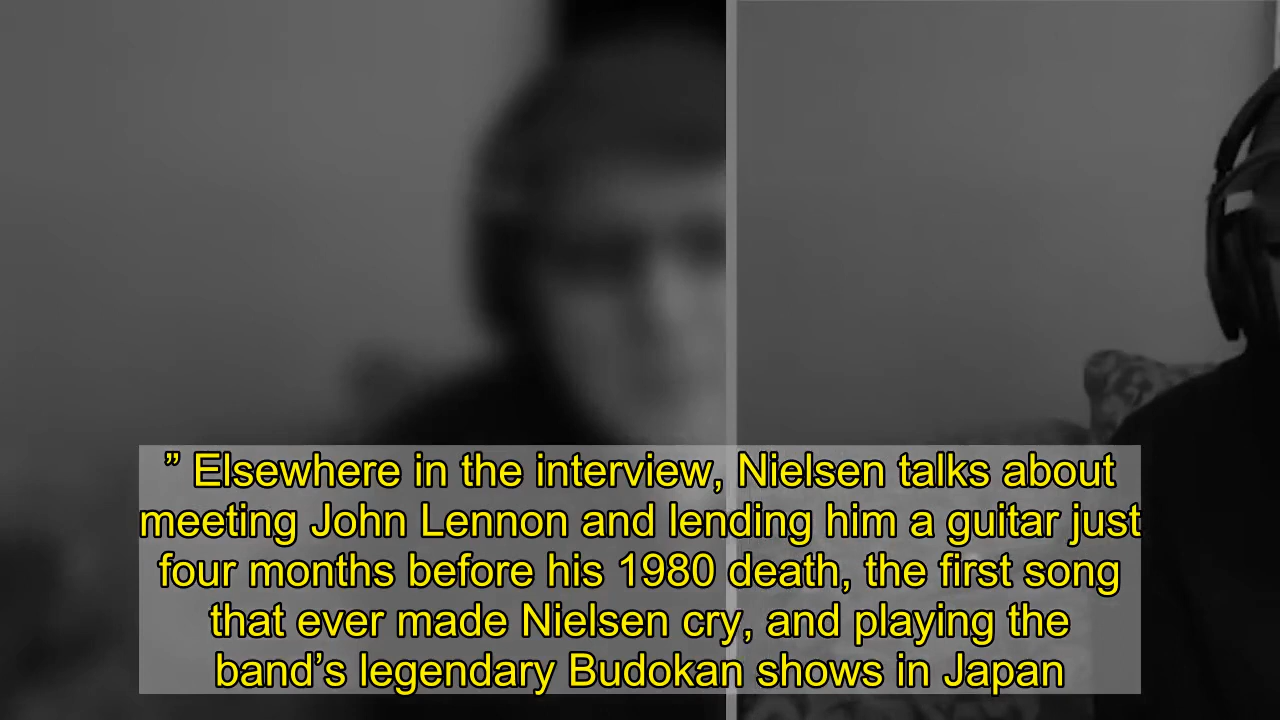 ” Elsewhere in the interview, Nielsen talks about
meeting John Lennon and lending him a guitar just
four months before his 1980 death, the first song
that ever made Nielsen cry, and playing the
band’s legendary Budokan shows in Japan